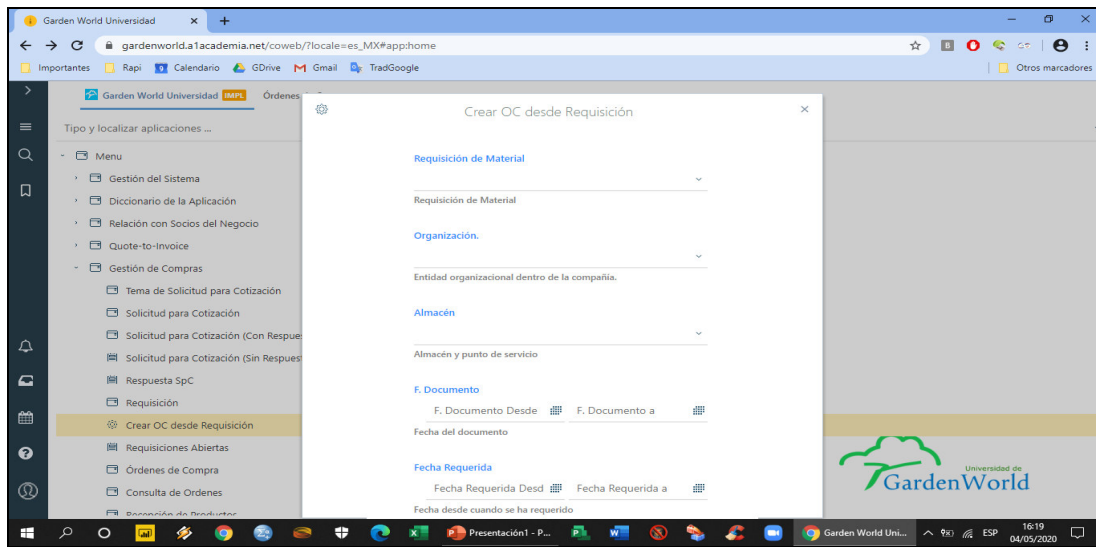 Garden World Universidad
gardenworld.a1academia.net/coweb/?locale=es_MX#app:home
Importantes Rapi Calendario GDrive Gmail TradGoogle Otros marcadores
Garden World Universidad IMPL Órdenes
Tipo y localizar aplicaciones ...
Menu
Gestión del Sistema
Diccionario de la Aplicación
Relación con Socios del Negocio
Quote-to-Invoice
Gestión de Compras
Tema de Solicitud para Cotización
Solicitud para Cotización
Solicitud para Cotización (Con Respue
Solicitud para Cotización (Sin Respues
Respuesta SpC
Requisición
Crear OC desde Requisición
Requisiciones Abiertas
Órdenes de Compra
Consulta de Ordenes
Recepción de Productos
Crear OC desde Requisición
Requisición de Material
Requisición de Material
Organización.
Entidad organizacional dentro de la compañía.
Almacén
Almacén y punto de servicio
F. Documento
F. Documento Desde F. Documento a
Fecha del documento
Fecha Requerida
Fecha Requerida Desd Fecha Requerida a
Fecha desde cuando se ha requerido
Universidad de
GardenWorld
Presentación1 - P... Garden World Uni... ESP 16:19
04/05/2020